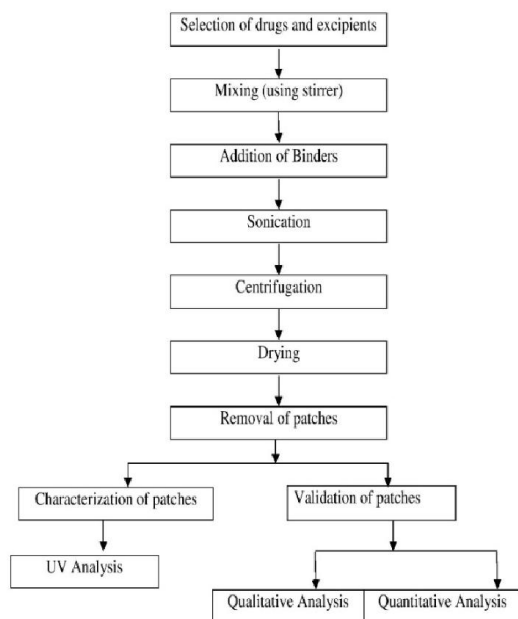 Selection of drugs and excipients
Mixing (using stirrer)
Addition of Binders
Sonication
Centrifugation
Drying
Removal of patches
Characterization of patches
Validation of patches
UV Analysis
Qualitative Analysis
Quantitative Analysis